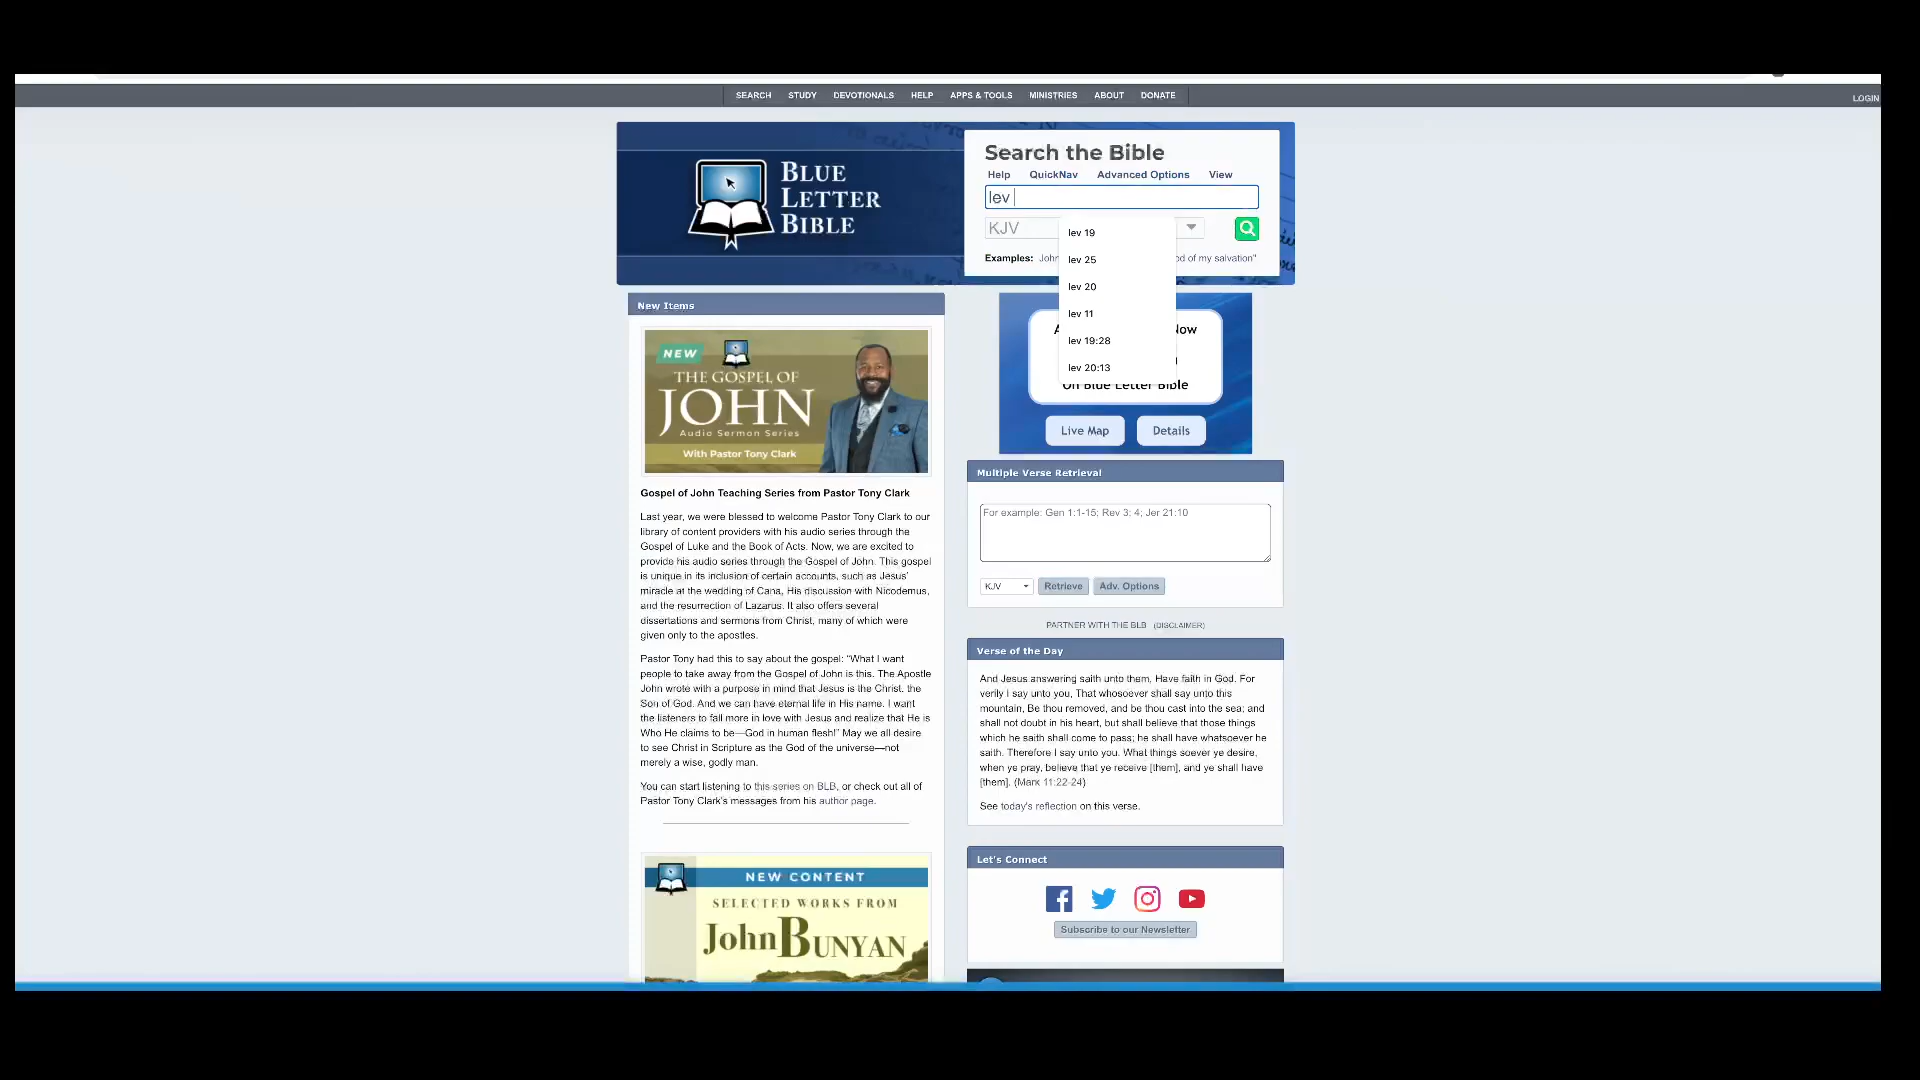 SEARCH STUDY DEVOTIONALS HELP APPS & TOOLS MINISTRIES ABOUT DONATE
LOGIN
BLUE
LETTER
BIBLE
Search the Bible
Help QuickNav Advanced Options View
lev
KJV
lev 19
Examples: John
od of my salvation"
lev 25
lev 20
lev 11
lev 19:28
lev 20:13
Now
On Blue Letter Bible
Live Map Details
New Items
NEW
THE GOSPEL OF
JOHN
Audio Sermon Series
With Pastor Tony Clark
Gospel of John Teaching Series from Pastor Tony Clark
Last year, we were blessed to welcome Pastor Tony Clark to our
library of content providers with his audio series through the
Gospel of Luke and the Book of Acts. Now, we are excited to
provide his audio series through the Gospel of John. This gospel
is unique in its inclusion of certain accounts, such as Jesus'
miracle at the wedding of Cana, His discussion with Nicodemus,
and the resurrection of Lazarus. It also offers several
dissertations and sermons from Christ, many of which were
given only to the apostles.
Pastor Tony had this to say about the gospel: “What I want
people to take away from the Gospel of John is this. The Apostle
John wrote with a purpose in mind that Jesus is the Christ, the
Son of God. And we can have eternal life in His name. I want
the listeners to fall more in love with Jesus and realize that He is
Who He claims to be—God in human flesh!” May we all desire
to see Christ in Scripture as the God of the universe—not
merely a wise, godly man.
You can start listening to this series on BLB, or check out all of
Pastor Tony Clark's messages from his author page.
NEW CONTENT
SELECTED WORKS FROM
John BUNYAN
Multiple Verse Retrieval
For example: Gen 1:1-15; Rev 3: 4; Jer 21:10
KJV Retrieve Adv. Options
PARTNER WITH THE BLB (DISCLAIMER)
Verse of the Day
And Jesus answering saith unto them, Have faith in God. For
verily I say unto you, That whosoever shall say unto this
mountain, Be thou removed, and be thou cast into the sea; and
shall not doubt in his heart, but shall believe that those things
which he saith shall come to pass; he shall have whatsoever he
saith. Therefore I say unto you. What things soever ye desire,
when ye pray, believe that ye receive [them], and ye shall have
[them]. (Mark 11:22-24)
See today's reflection on this verse.
Let's Connect
Subscribe to our Newsletter